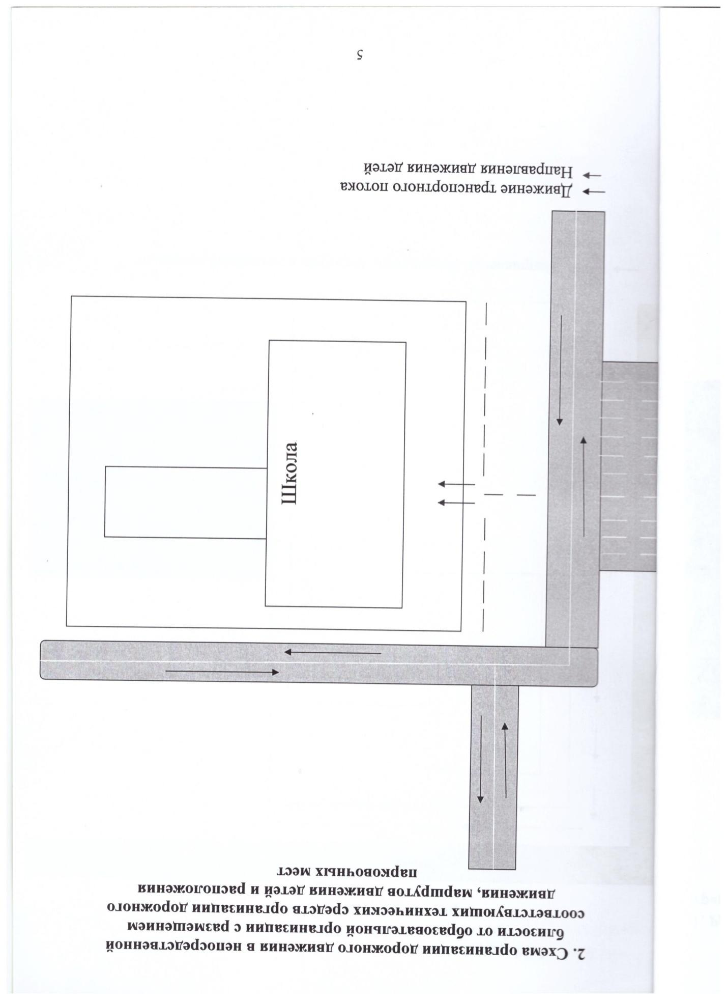 2. Схема организации дорожного движения в непосредственной
близости от образовательной организации с размещением
соответствующих технических средств организации дорожного
движения, маршрутов движения детей и расположения
парковочных мест
Школа
Движение транспортного потока
Направления движения детей
5